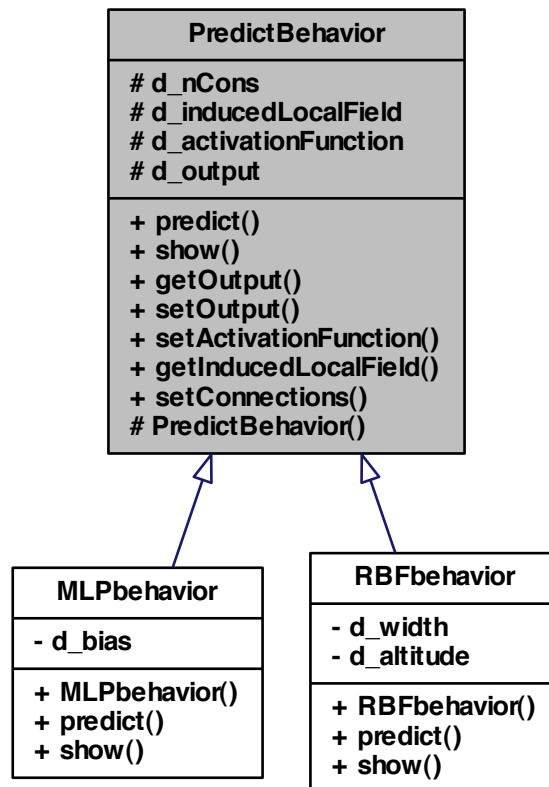 PredictBehavior
# d_nCons
# d_inducedLocalField
# d_activationFunction
# d_output
+ predict()
+ show()
+ getOutput()
+ setOutput()
+ setActivationFunction()
+ getInducedLocalField()
+ setConnections()
# PredictBehavior()
MLPbehavior
- d_bias
+ MLPbehavior()
+ predict()
+ show()
RBFbehavior
- d_width
- d_altitude
+ RBFbehavior()
+ predict()
+ show()